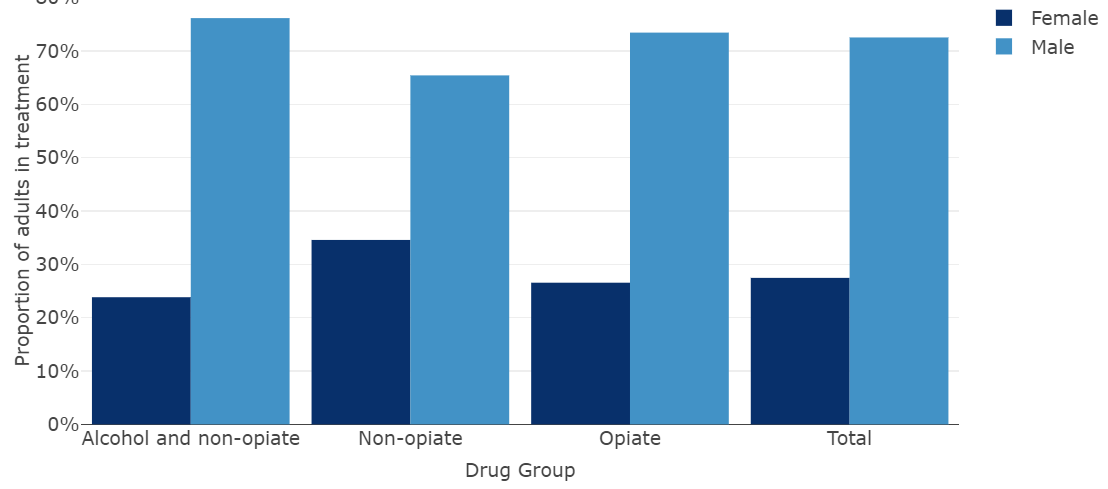 80%
70%
60%
50%
40%
30%
20%
10%
0%
Proportion of adults in treatment
Alcohol and non-opiate
Non-opiate
Opiate
Total
Drug Group
Female
Male